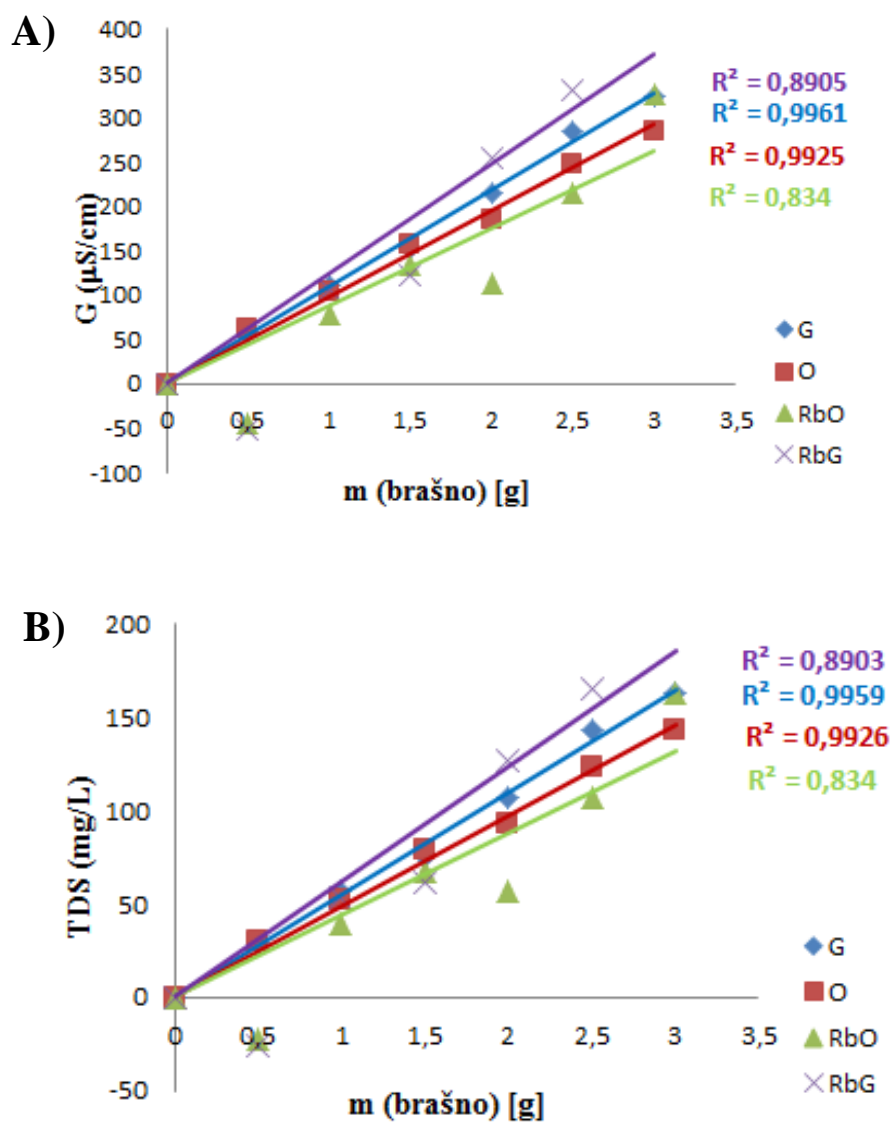 A)
G (µS/cm)
400
350
300
250
200
150
100
50
0
-50
-100
0 0,5 1 1,5 2 2,5 3 3,5
m (brašno) [g]
R² = 0,8905
R² = 0,9961
R² = 0,9925
R² = 0,834
G
O
RbO
RbG
B)
TDS (mg/L)
200
150
100
50
0
-50
0 0,5 1 1,5 2 2,5 3 3,5
m (brašno) [g]
R² = 0,8903
R² = 0,9959
R² = 0,9926
R² = 0,834
G
O
RbO
RbG